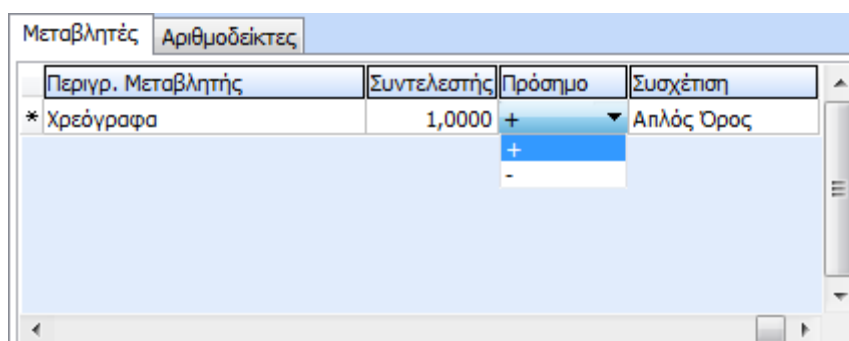 Μεταβλητές Αριθμοδείκτες
Περιγρ. Μεταβλητής Συντελεστής Πρόσημο Συσχέτιση
* Χρεόγραφα 1,0000 + Απλός Όρος
+
-